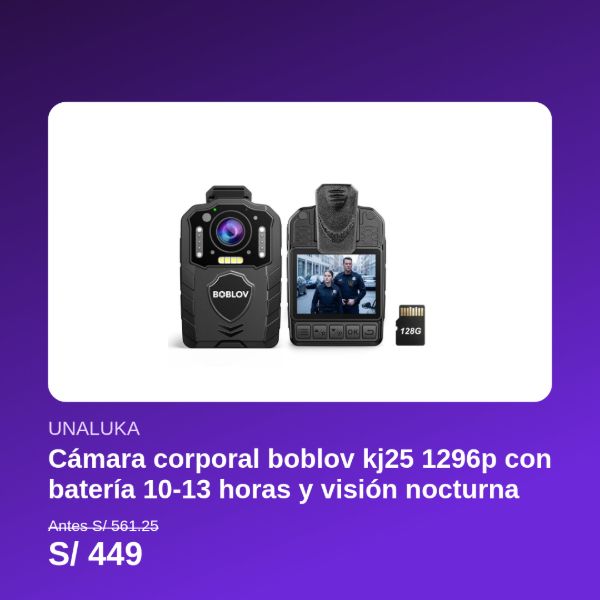 BOBLOV
OK
128G
UNALUKA
Cámara corporal boblov kj25 1296p con
batería 10-13 horas y visión nocturna
Antes S/ 561.25
S/ 449